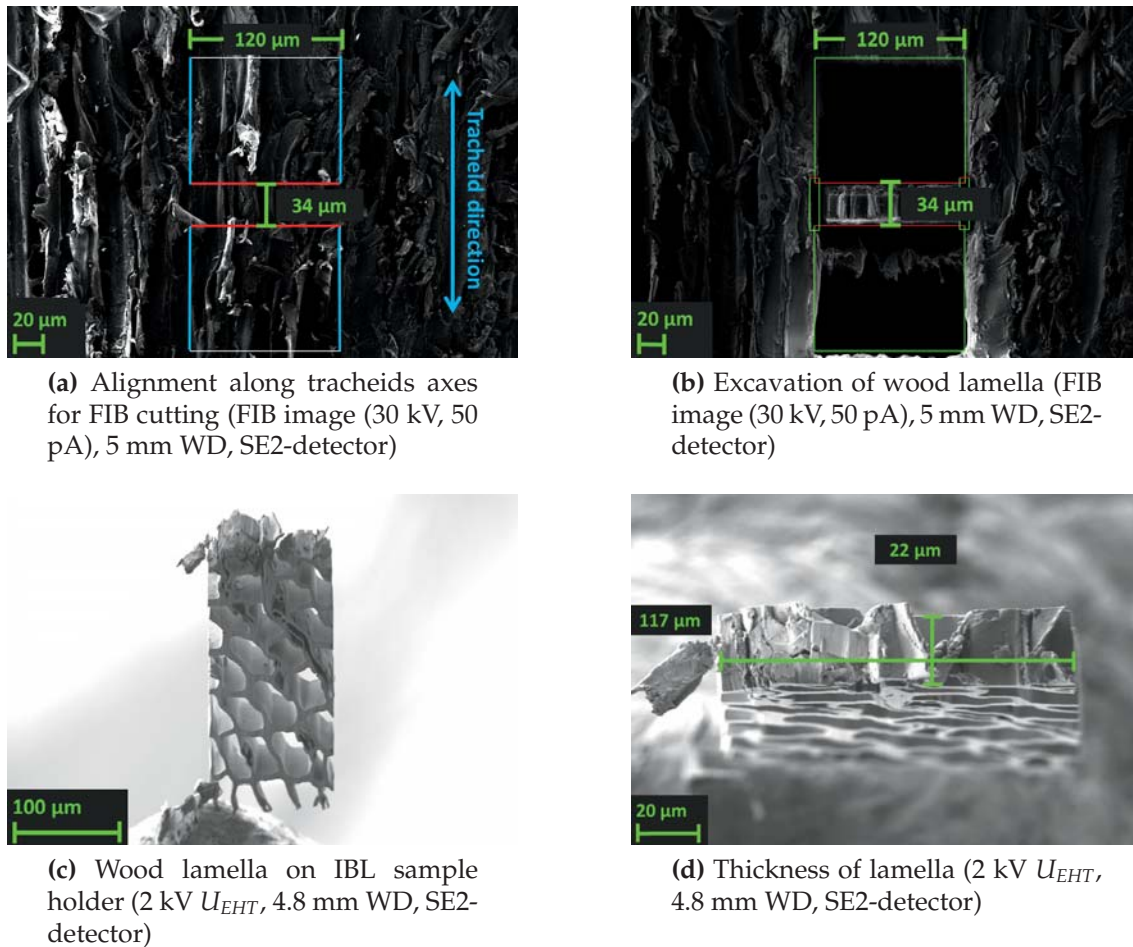 120 µm
Tracheid direction
34 µm
20 µm
120 µm
34 µm
20 µm
(a) Alignment along tracheids axes
for FIB cutting (FIB image (30 kV, 50
pA), 5 mm WD, SE2-detector)
(b) Excavation of wood lamella (FIB
image (30 kV, 50 pA), 5 mm WD, SE2-
detector)
100 µm
22 µm
117 µm
20 µm
(c) Wood lamella on IBL sample
holder (2 kV U_EHT, 4.8 mm WD, SE2-
detector)
(d) Thickness of lamella (2 kV U_EHT,
4.8 mm WD, SE2-detector)